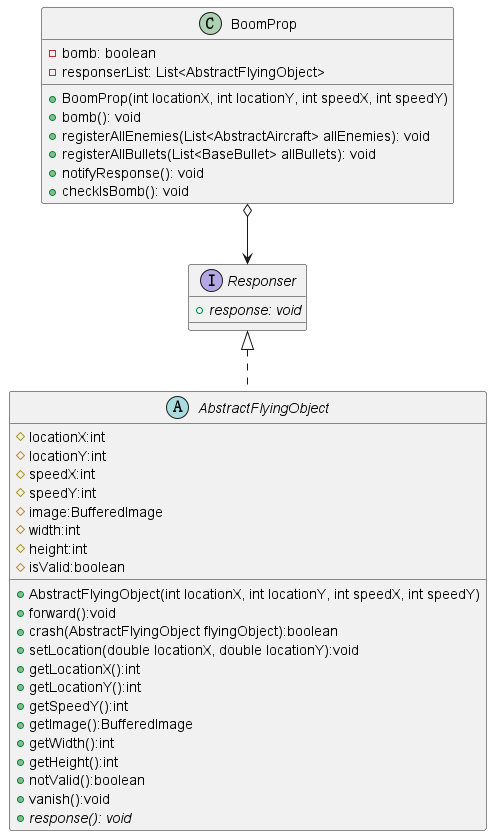 C BoomProp
bomb: boolean
responserList: List<AbstractFlyingObject>
BoomProp(int locationX, int locationY, int speedX, int speedY)
bomb(): void
registerAllEnemies(List<AbstractAircraft> allEnemies): void
registerAllBullets(List<BaseBullet> allBullets): void
notifyResponse(): void
checkIsBomb(): void
I Responser
response: void
A AbstractFlyingObject
locationX:int
locationY:int
speedX:int
speedY:int
image:BufferedImage
width:int
height:int
isValid:boolean
AbstractFlyingObject(int locationX, int locationY, int speedX, int speedY)
forward():void
crash(AbstractFlyingObject flyingObject):boolean
setLocation(double locationX, double locationY):void
getLocationX():int
getLocationY():int
getSpeedY():int
getImage():BufferedImage
getWidth():int
getHeight():int
notValid():boolean
vanish():void
response(): void